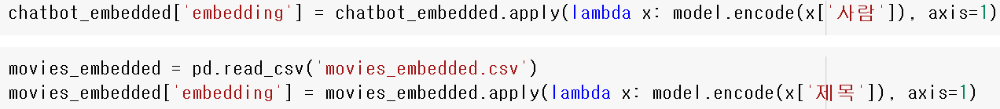 chatbot_embedded['embedding'] = chatbot_embedded.apply(lambda x: model.encode(x['사람']), axis=1)
movies_embedded = pd.read_csv('movies_embedded.csv')
movies_embedded['embedding'] = movies_embedded.apply(lambda x: model.encode(x['제목']), axis=1)